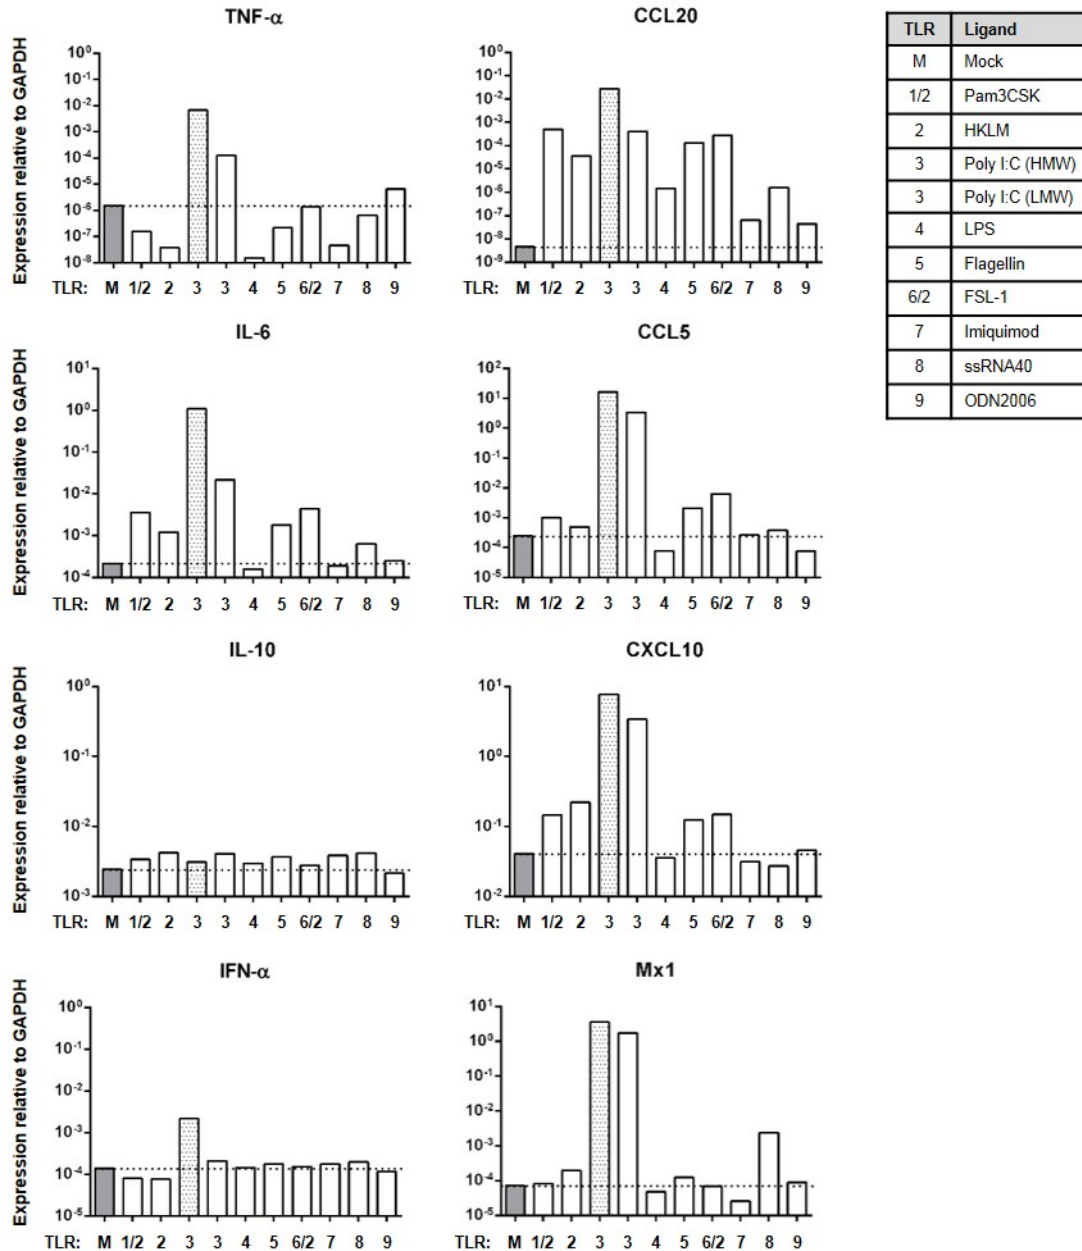 TNF-α
Expression relative to GAPDH
10⁰
10⁻¹
10⁻²
10⁻³
10⁻⁴
10⁻⁵
10⁻⁶
10⁻⁷
10⁻⁸
TLR: M 1/2 2 3 3 4 5 6/2 7 8 9
CCL20
10⁰
10⁻¹
10⁻²
10⁻³
10⁻⁴
10⁻⁵
10⁻⁶
10⁻⁷
10⁻⁸
10⁻⁹
TLR: M 1/2 2 3 3 4 5 6/2 7 8 9
TLR Ligand
M Mock
1/2 Pam3CSK
2 HKLM
3 Poly I:C (HMW)
3 Poly I:C (LMW)
4 LPS
5 Flagellin
6/2 FSL-1
7 Imiquimod
8 ssRNA40
9 ODN2006
IL-6
Expression relative to GAPDH
10¹
10⁰
10⁻¹
10⁻²
10⁻³
10⁻⁴
TLR: M 1/2 2 3 3 4 5 6/2 7 8 9
CCL5
10²
10¹
10⁰
10⁻¹
10⁻²
10⁻³
10⁻⁴
10⁻⁵
TLR: M 1/2 2 3 3 4 5 6/2 7 8 9
IL-10
Expression relative to GAPDH
10⁰
10⁻¹
10⁻²
10⁻³
TLR: M 1/2 2 3 3 4 5 6/2 7 8 9
CXCL10
10¹
10⁰
10⁻¹
10⁻²
TLR: M 1/2 2 3 3 4 5 6/2 7 8 9
IFN-α
Expression relative to GAPDH
10⁰
10⁻¹
10⁻²
10⁻³
10⁻⁴
10⁻⁵
TLR: M 1/2 2 3 3 4 5 6/2 7 8 9
Mx1
10¹
10⁰
10⁻¹
10⁻²
10⁻³
10⁻⁴
10⁻⁵
TLR: M 1/2 2 3 3 4 5 6/2 7 8 9